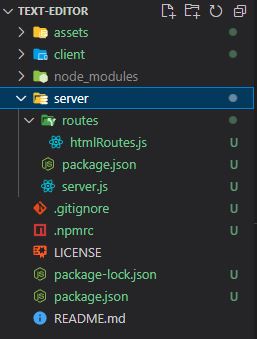 TEXT-EDITOR
assets
client
node_modules
server
routes
htmlRoutes.js U
package.json U
server.js U
.gitignore U
.npmrc U
LICENSE
package-lock.json U
package.json U
README.md